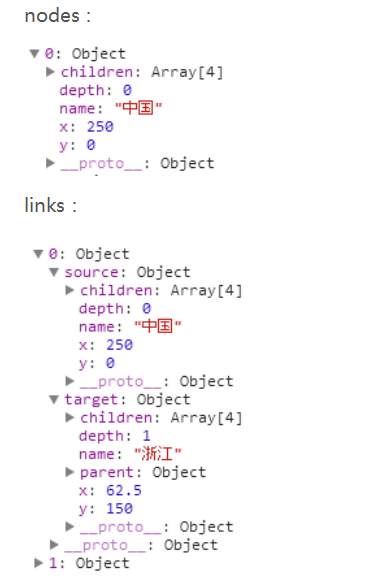 nodes :
▼ 0: Object
▶ children: Array[4]
depth: 0
name: "中国"
x: 250
y: 0
▶ __proto__: Object
links :
▼ 0: Object
▼ source: Object
▶ children: Array[4]
depth: 0
name: "中国"
x: 250
y: 0
▶ __proto__: Object
▼ target: Object
▶ children: Array[4]
depth: 1
name: "浙江"
▶ parent: Object
x: 62.5
y: 150
▶ __proto__: Object
▶ __proto__: Object
▶ 1: Object